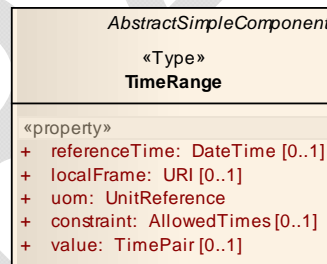 AbstractSimpleComponent
«Type»
TimeRange
«property»
+ referenceTime: DateTime [0..1]
+ localFrame: URI [0..1]
+ uom: UnitReference
+ constraint: AllowedTimes [0..1]
+ value: TimePair [0..1]